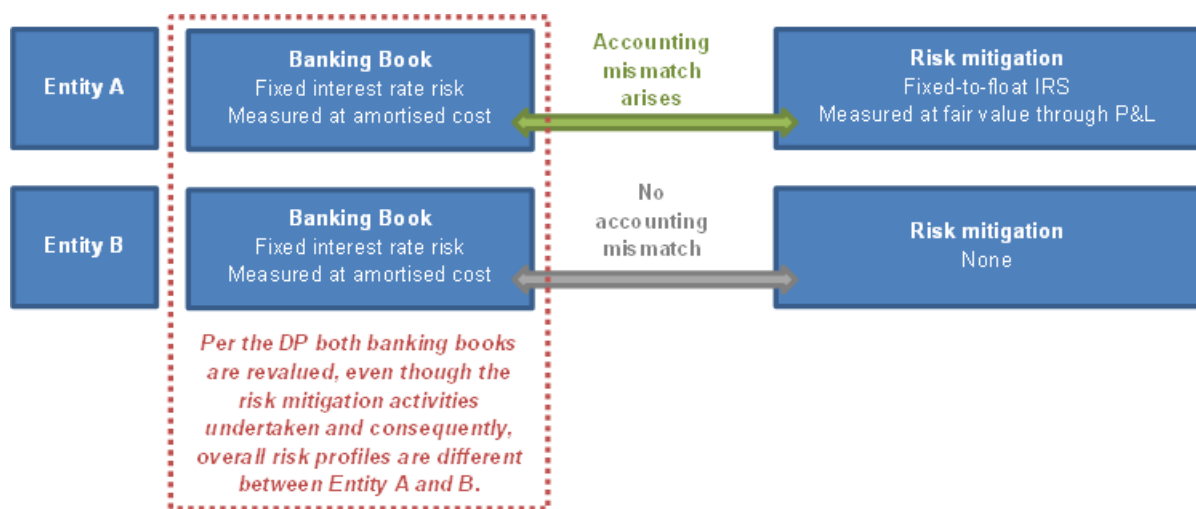 Entity A
Banking Book
Fixed interest rate risk
Measured at amortised cost
Accounting
mismatch
arises
Risk mitigation
Fixed-to-float IRS
Measured at fair value through P&L
Entity B
Banking Book
Fixed interest rate risk
Measured at amortised cost
No
accounting
mismatch
Risk mitigation
None
Per the DP both banking books
are revalued, even though the
risk mitigation activities
undertaken and consequently,
overall risk profiles are different
between Entity A and B.